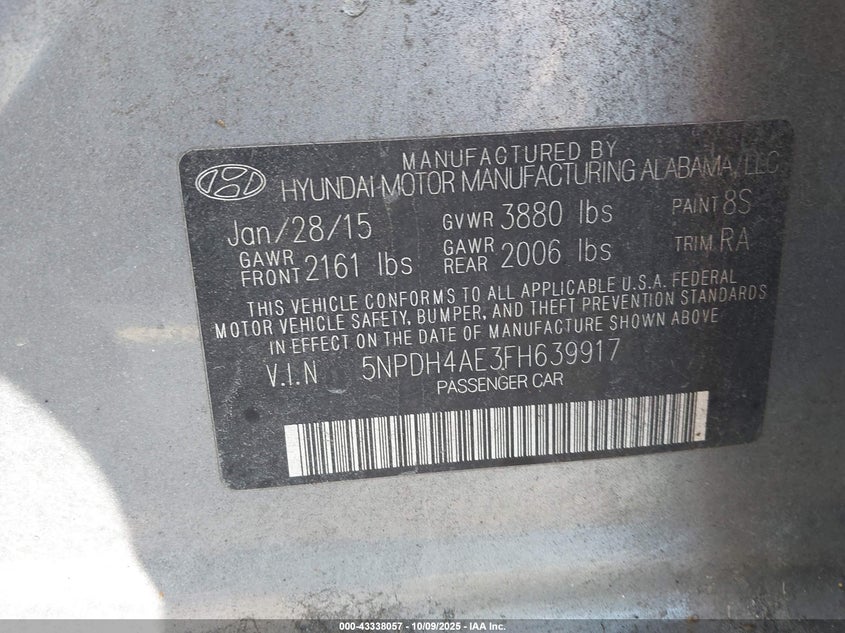 MANUFACTURED BY
HYUNDAI MOTOR MANUFACTURING ALABAMA, LLC
Jan/28/15 GVWR 3880 lbs PAINT 8S
GAWR FRONT 2161 lbs GAWR REAR 2006 lbs TRIM RA
THIS VEHICLE CONFORMS TO ALL APPLICABLE U.S.A. FEDERAL
MOTOR VEHICLE SAFETY, BUMPER, AND THEFT PREVENTION STANDARDS
IN EFFECT ON THE DATE OF MANUFACTURE SHOWN ABOVE
V.I.N 5NPDH4AE3FH639917
PASSENGER CAR
000-43338057 - 10/09/2025 - IAA Inc.